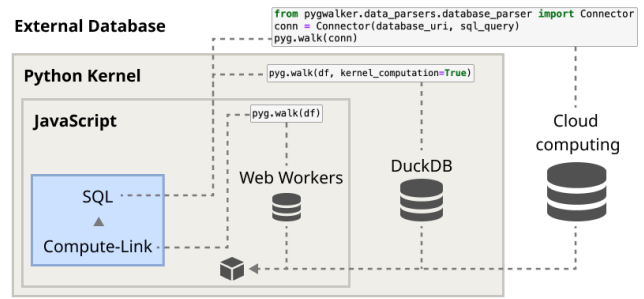 External Database
from pygwalker.data_parsers.database_parser import Connector
conn = Connector(database_uri, sql_query)
pyg.walk(conn)
Python Kernel
pyg.walk(df, kernel_computation=True)
JavaScript
pyg.walk(df)
Cloud
computing
DuckDB
Web Workers
SQL
Compute-Link